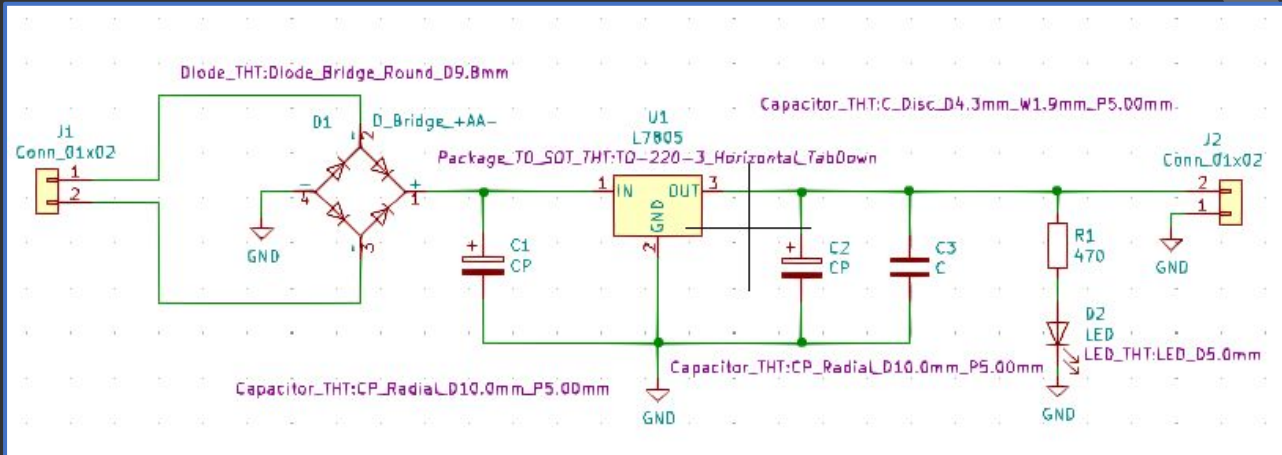 Diode_THT:Diode_Bridge_Round_D9.8mm
J1
Conn_01x02
1
2
D1
D_Bridge_+AA-
2
-
4
+
1
3
GND
U1
L7805
Package_TO_SOT_THT:TO-220-3_Horizontal_TabDown
1
IN
OUT
3
GND
2
Capacitor_THT:C_Disc_D4.3mm_W1.9mm_P5.00mm
J2
Conn_01x02
2
1
GND
+
C1
CP
+
C2
CP
C3
C
R1
470
D2
LED
LED_THT:LED_D5.0mm
GND
Capacitor_THT:CP_Radial_D10.0mm_P5.00mm
Capacitor_THT:CP_Radial_D10.0mm_P5.00mm
GND